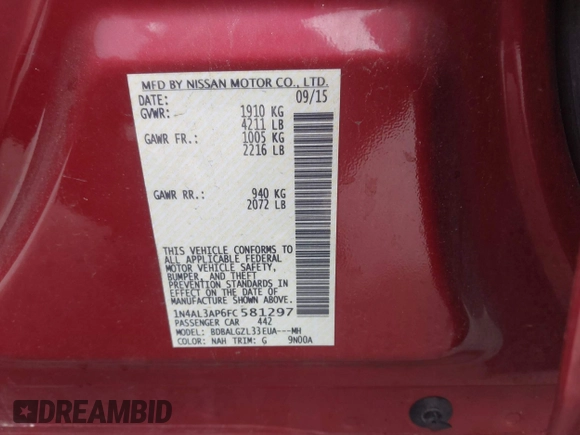 MFD BY NISSAN MOTOR CO., LTD.
DATE: 09/15
GVWR: 1910 KG
4211 LB
GAWR FR.: 1005 KG
2216 LB
GAWR RR.: 940 KG
2072 LB
THIS VEHICLE CONFORMS TO
ALL APPLICABLE FEDERAL
MOTOR VEHICLE SAFETY,
BUMPER, AND THEFT
PREVENTION STANDARDS IN
EFFECT ON THE DATE OF
MANUFACTURE SHOWN ABOVE.
1N4AL3AP6FC581297
PASSENGER CAR 442
MODEL: BDBALGZL33EUA---MH
COLOR: NAH TRIM: G 9N00A
DREAMBID